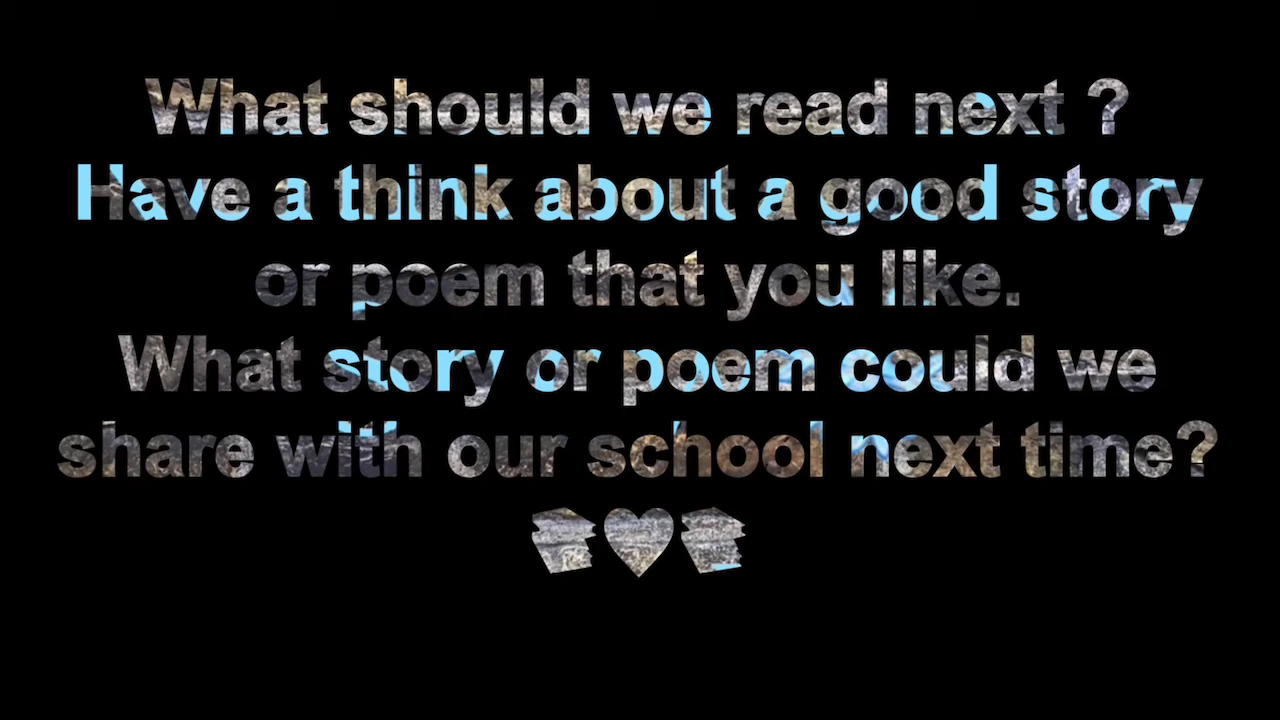 What should we read next ?
Have a think about a good story
or poem that you like.
What story or poem could we
share with our school next time?